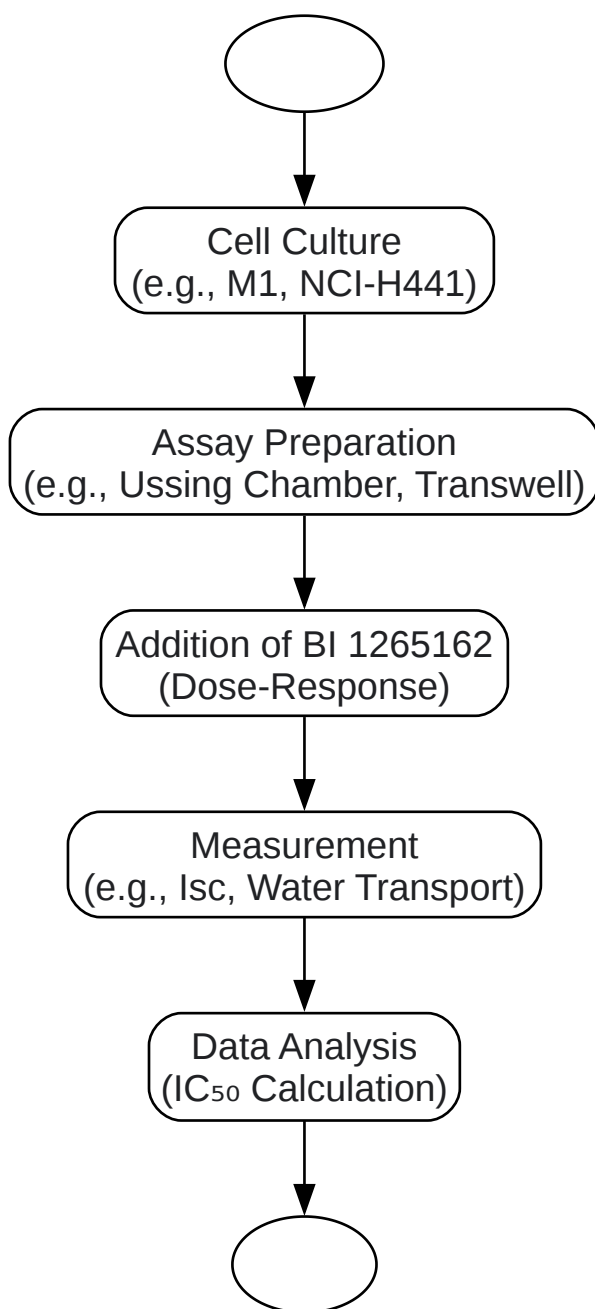 Cell Culture
(e.g., M1, NCI-H441)
Assay Preparation
(e.g., Ussing Chamber, Transwell)
Addition of BI 1265162
(Dose-Response)
Measurement
(e.g., Isc, Water Transport)
Data Analysis
(IC₅₀ Calculation)